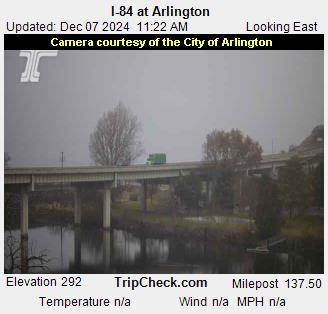 I-84 at Arlington
Updated: Dec 07 2024 11:22 AM Looking East
Camera courtesy of the City of Arlington
Elevation 292 TripCheck.com Milepost 137.50
Temperature n/a Wind n/a MPH n/a